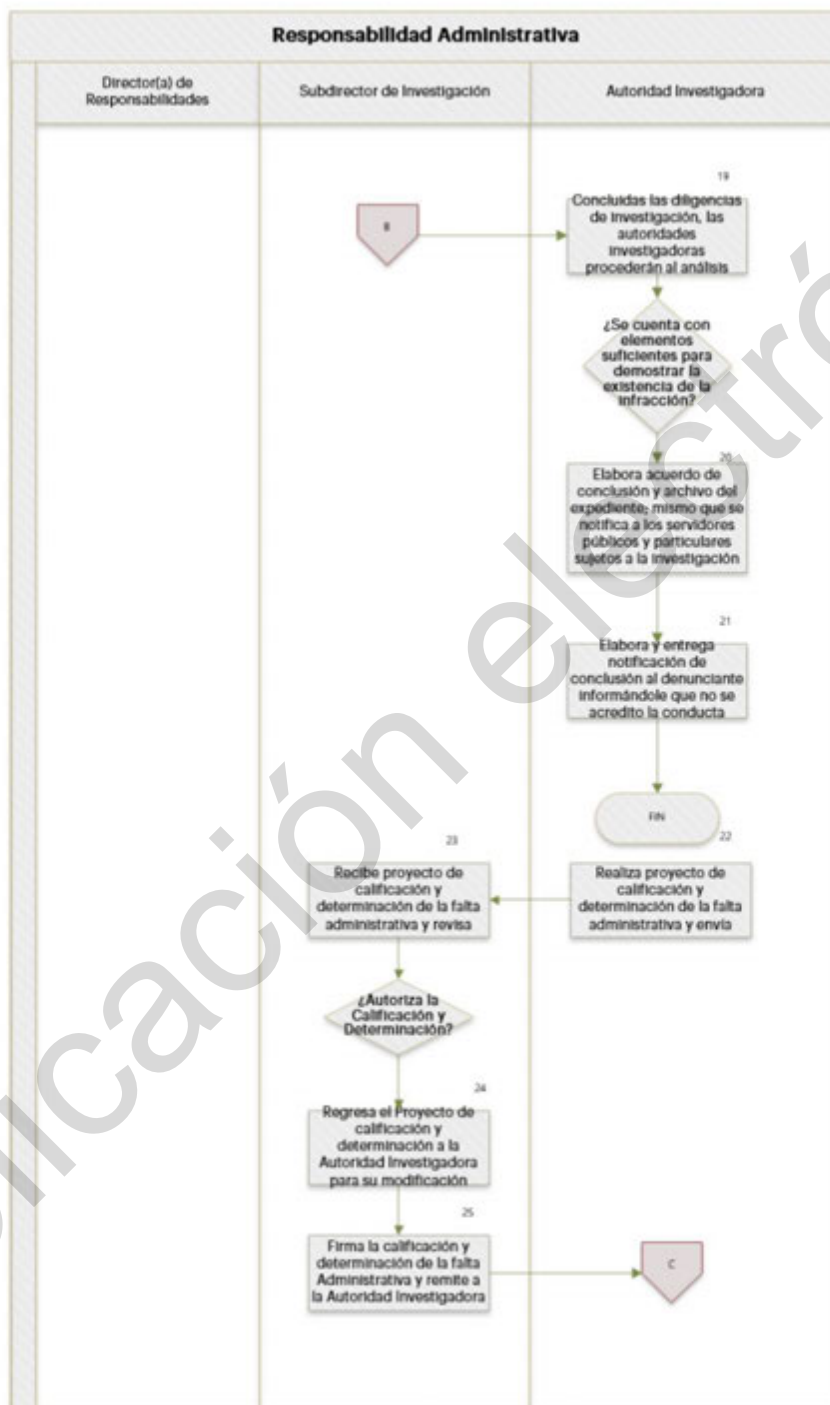 Responsabilidad Administrativa
Director(a) de
Responsabilidades
Subdirector de Investigación
Autoridad Investigadora
B
19
Concluidas las diligencias
de investigación, las
autoridades
investigadoras
procederán al análisis
¿Se cuenta con
elementos
suficientes para
demostrar la
existencia de la
infracción?
20
Elabora acuerdo de
conclusión y archivo del
expediente, mismo que se
notifica a los servidores
públicos y particulares
sujetos a la investigación
21
Elabora y entrega
notificación de
conclusión al denunciante
informándole que no se
acredito la conducta
FIN
22
Realiza proyecto de
calificación y
determinación de la falta
administrativa y envía
23
Recibe proyecto de
calificación y
determinación de la falta
administrativa y revisa
¿Autoriza la
Calificación y
Determinación?
24
Regresa el Proyecto de
calificación y
determinación a la
Autoridad Investigadora
para su modificación
25
Firma la calificación y
determinación de la falta
Administrativa y remite a
la Autoridad Investigadora
C
licación electró